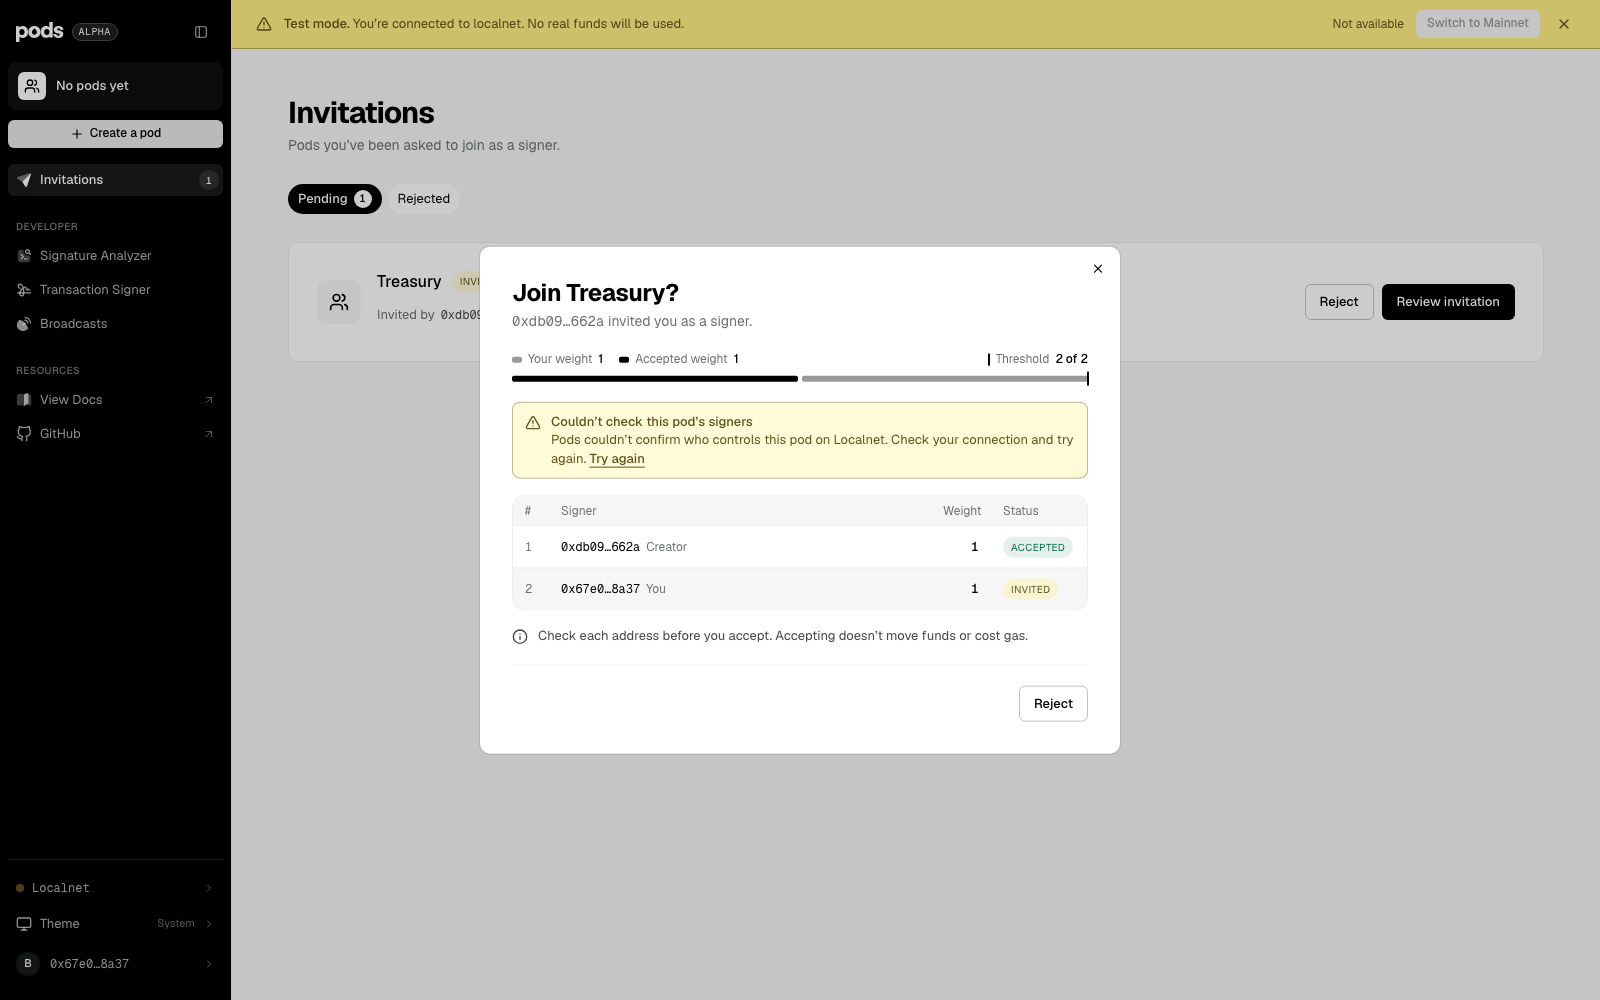 pods ALPHA
No pods yet
Create a pod
Invitations 1
DEVELOPER
Signature Analyzer
Transaction Signer
Broadcasts
RESOURCES
View Docs
GitHub
Localnet
Theme System
B 0x67e0…8a37
Test mode. You're connected to localnet. No real funds will be used. Not available Switch to Mainnet
Invitations
Pods you've been asked to join as a signer.
Pending 1 Rejected
Treasury
Invited by
Reject Review invitation
Join Treasury?
0xdb09…662a invited you as a signer.
Your weight 1 Accepted weight 1 Threshold 2 of 2
Couldn't check this pod's signers
Pods couldn't confirm who controls this pod on Localnet. Check your connection and try
again. Try again
# Signer Weight Status
1 0xdb09…662a Creator 1 ACCEPTED
2 0x67e0…8a37 You 1 INVITED
Check each address before you accept. Accepting doesn't move funds or cost gas.
Reject